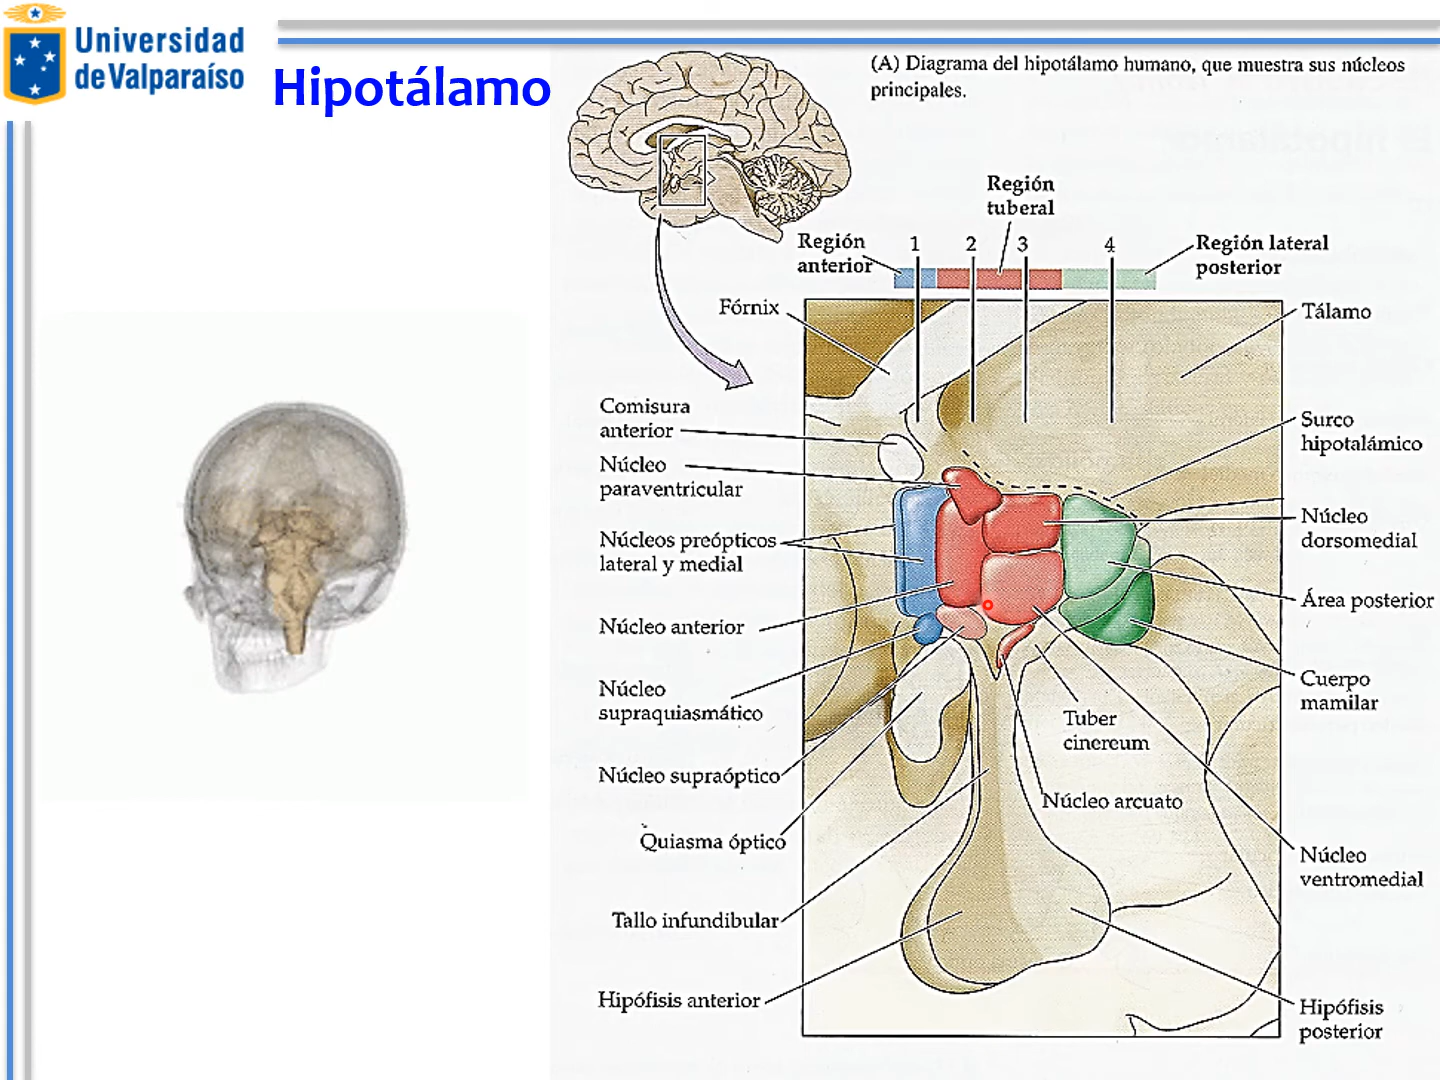 Universidad
de Valparaíso
Hipotálamo
(A) Diagrama del hipotálamo humano, que muestra sus núcleos
principales.
Región
tuberal
Región
anterior
1
2
3
4
Región lateral
posterior
Fórnix
Tálamo
Comisura
anterior
Surco
hipotalámico
Núcleo
paraventricular
Núcleo
dorsomedial
Núcleos preópticos
lateral y medial
Área posterior
Núcleo anterior
Núcleo
supraquiasmático
Cuerpo
mamilar
Tuber
cinereum
Núcleo supraóptico
Núcleo arcuato
Quiasma óptico
Núcleo
ventromedial
Tallo infundibular
Hipófisis anterior
Hipófisis
posterior